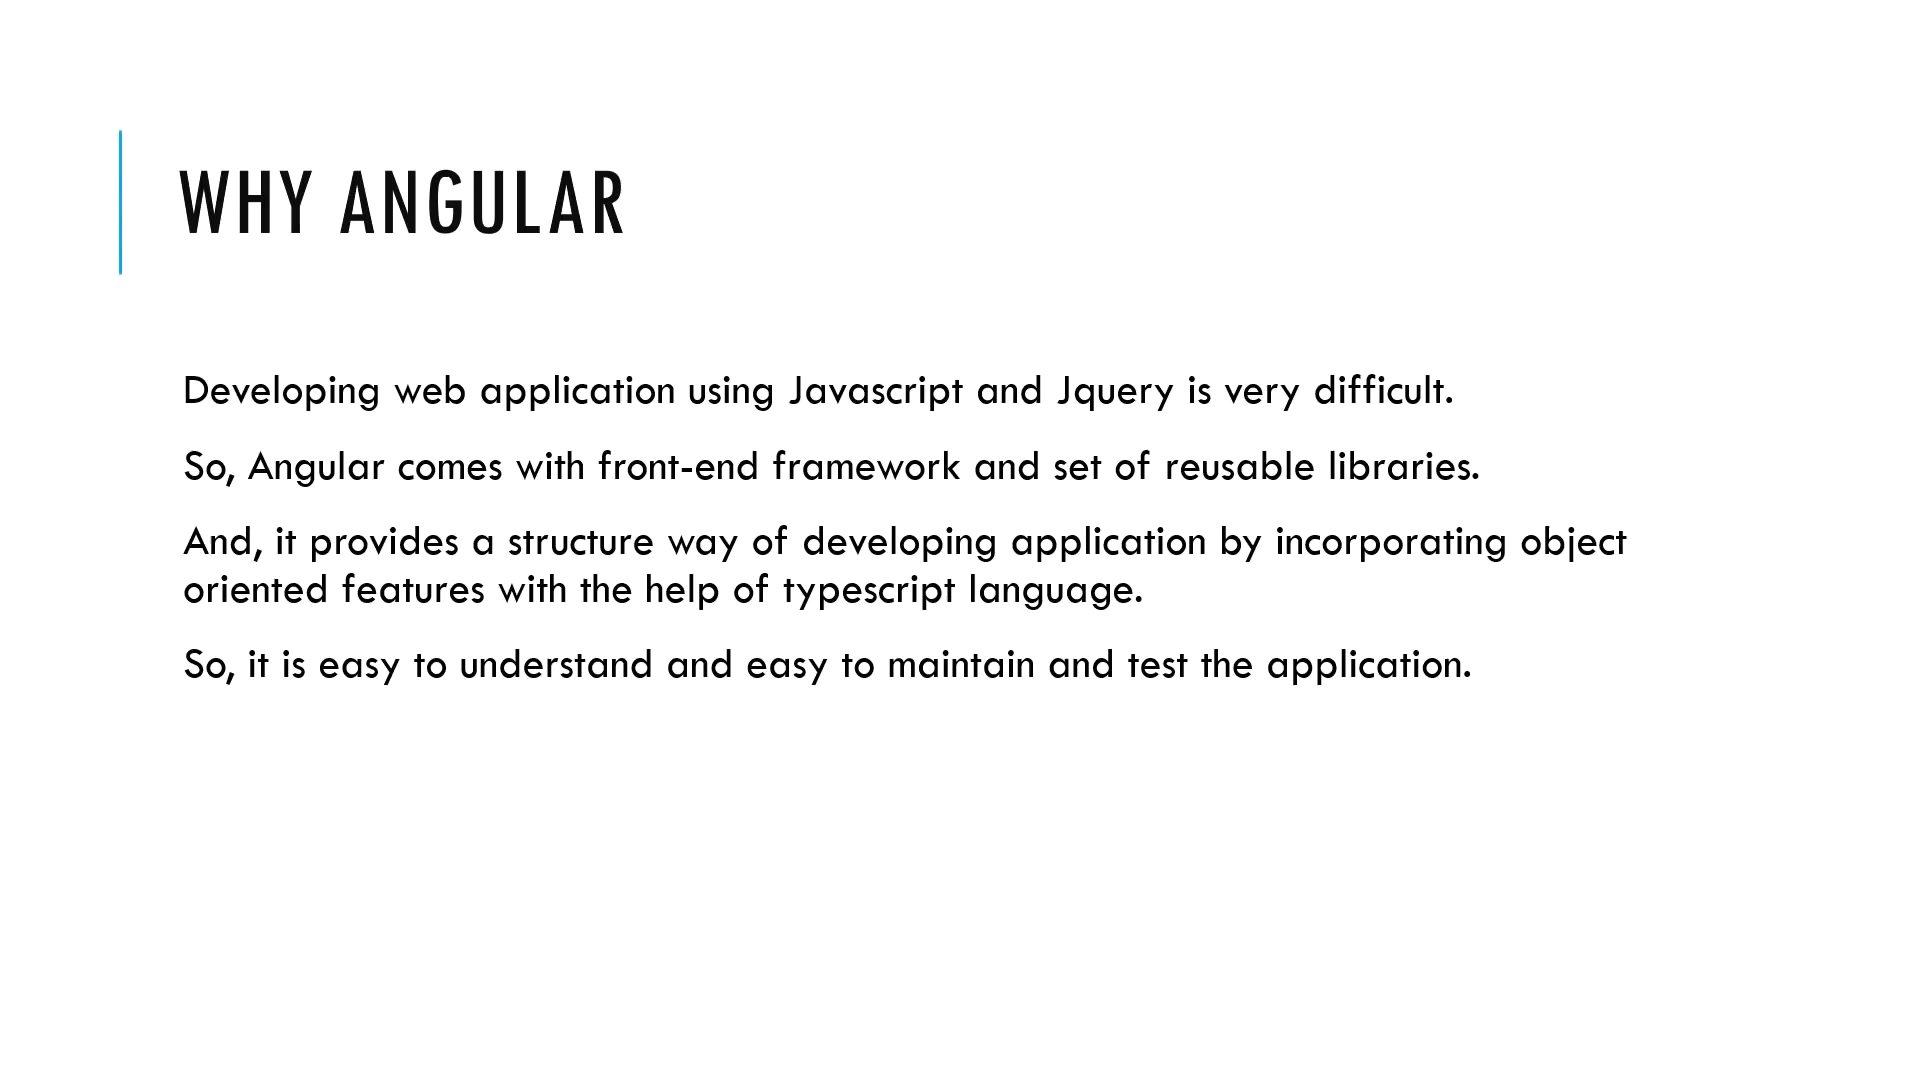 WHY ANGULAR
Developing web application using Javascript and Jquery is very difficult.
So, Angular comes with front-end framework and set of reusable libraries.
And, it provides a structure way of developing application by incorporating object
oriented features with the help of typescript language.
So, it is easy to understand and easy to maintain and test the application.